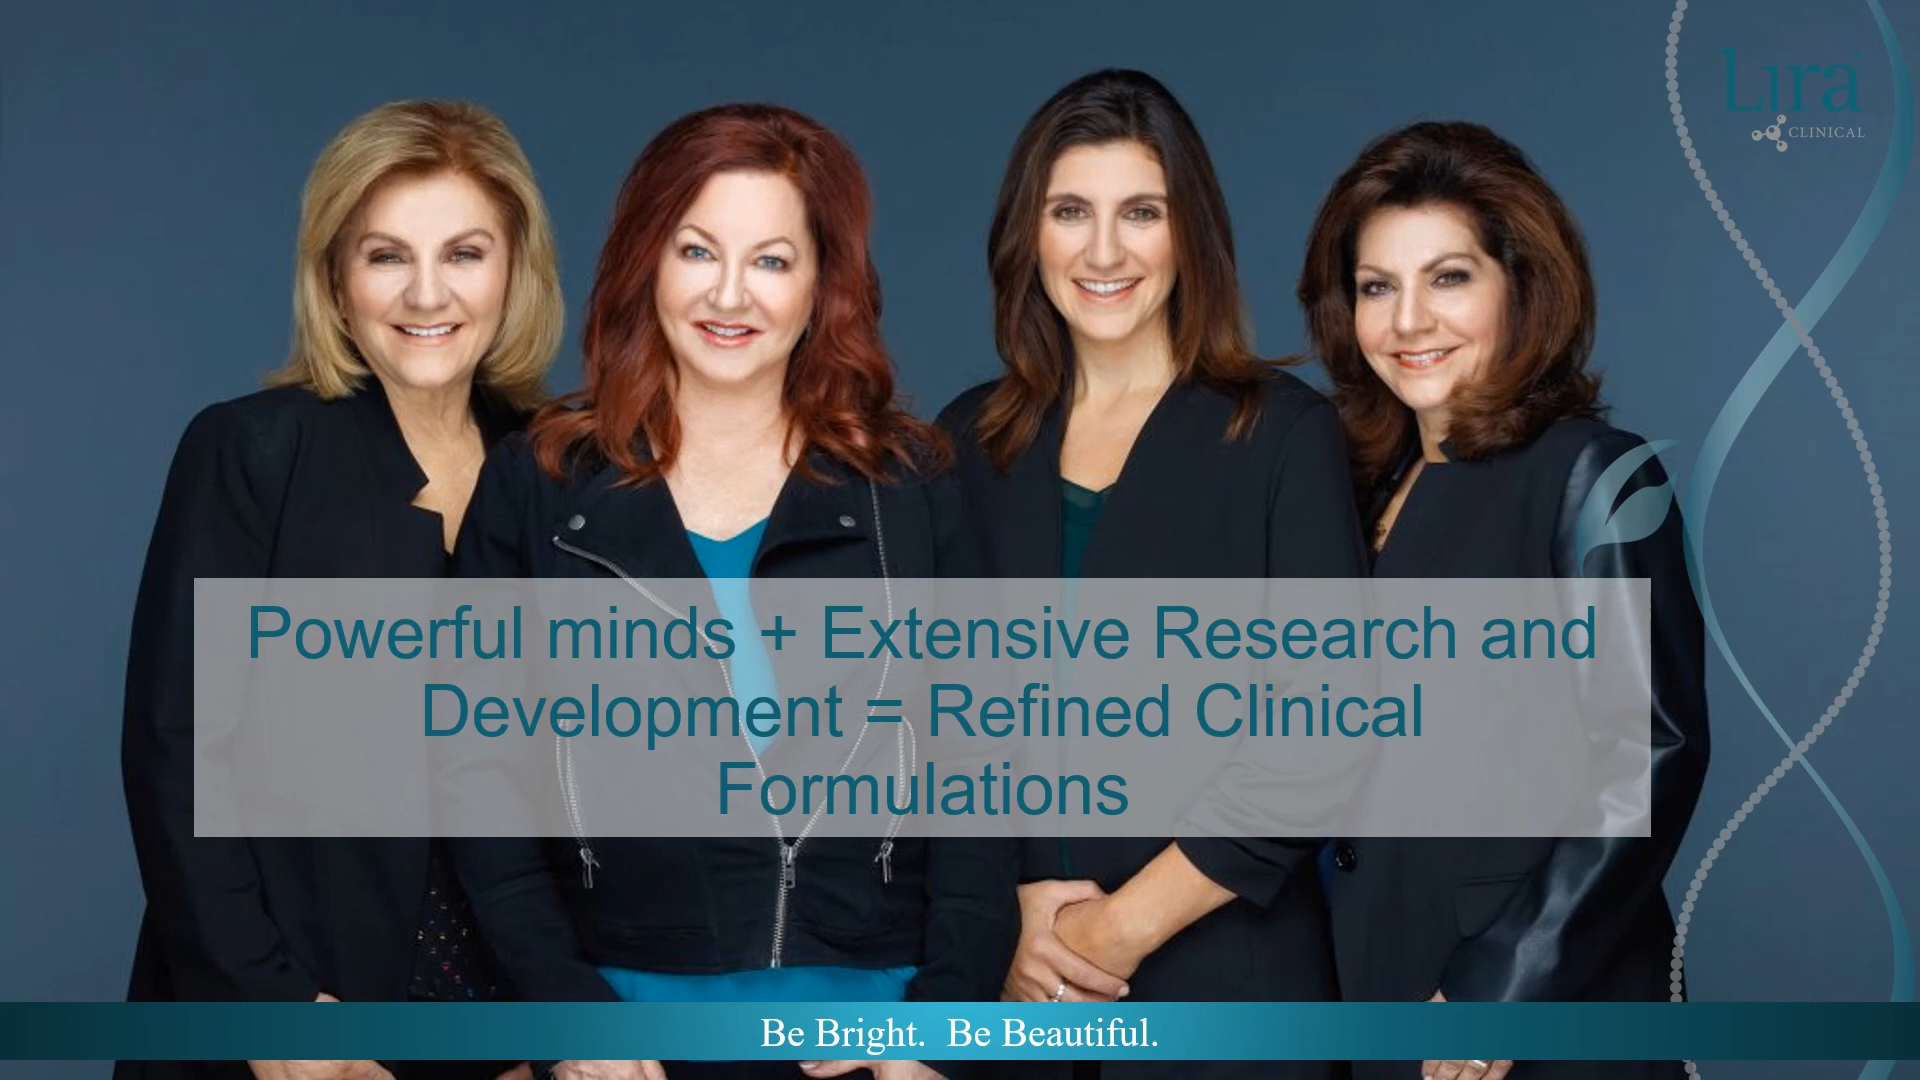 Lira
CLINICAL
Powerful minds + Extensive Research and
Development = Refined Clinical
Formulations
Be Bright.  Be Beautiful.